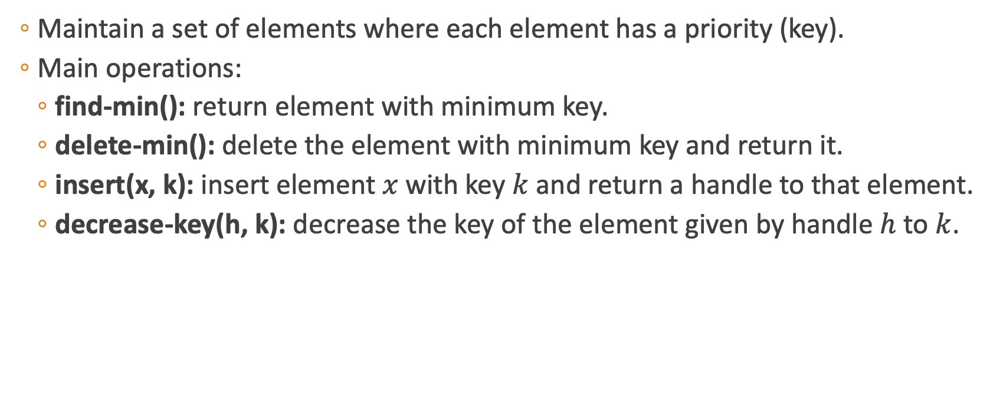 ◦ Maintain a set of elements where each element has a priority (key).
◦ Main operations:
◦ find-min(): return element with minimum key.
◦ delete-min(): delete the element with minimum key and return it.
◦ insert(x, k): insert element 𝑥 with key 𝑘 and return a handle to that element.
◦ decrease-key(h, k): decrease the key of the element given by handle ℎ to 𝑘.